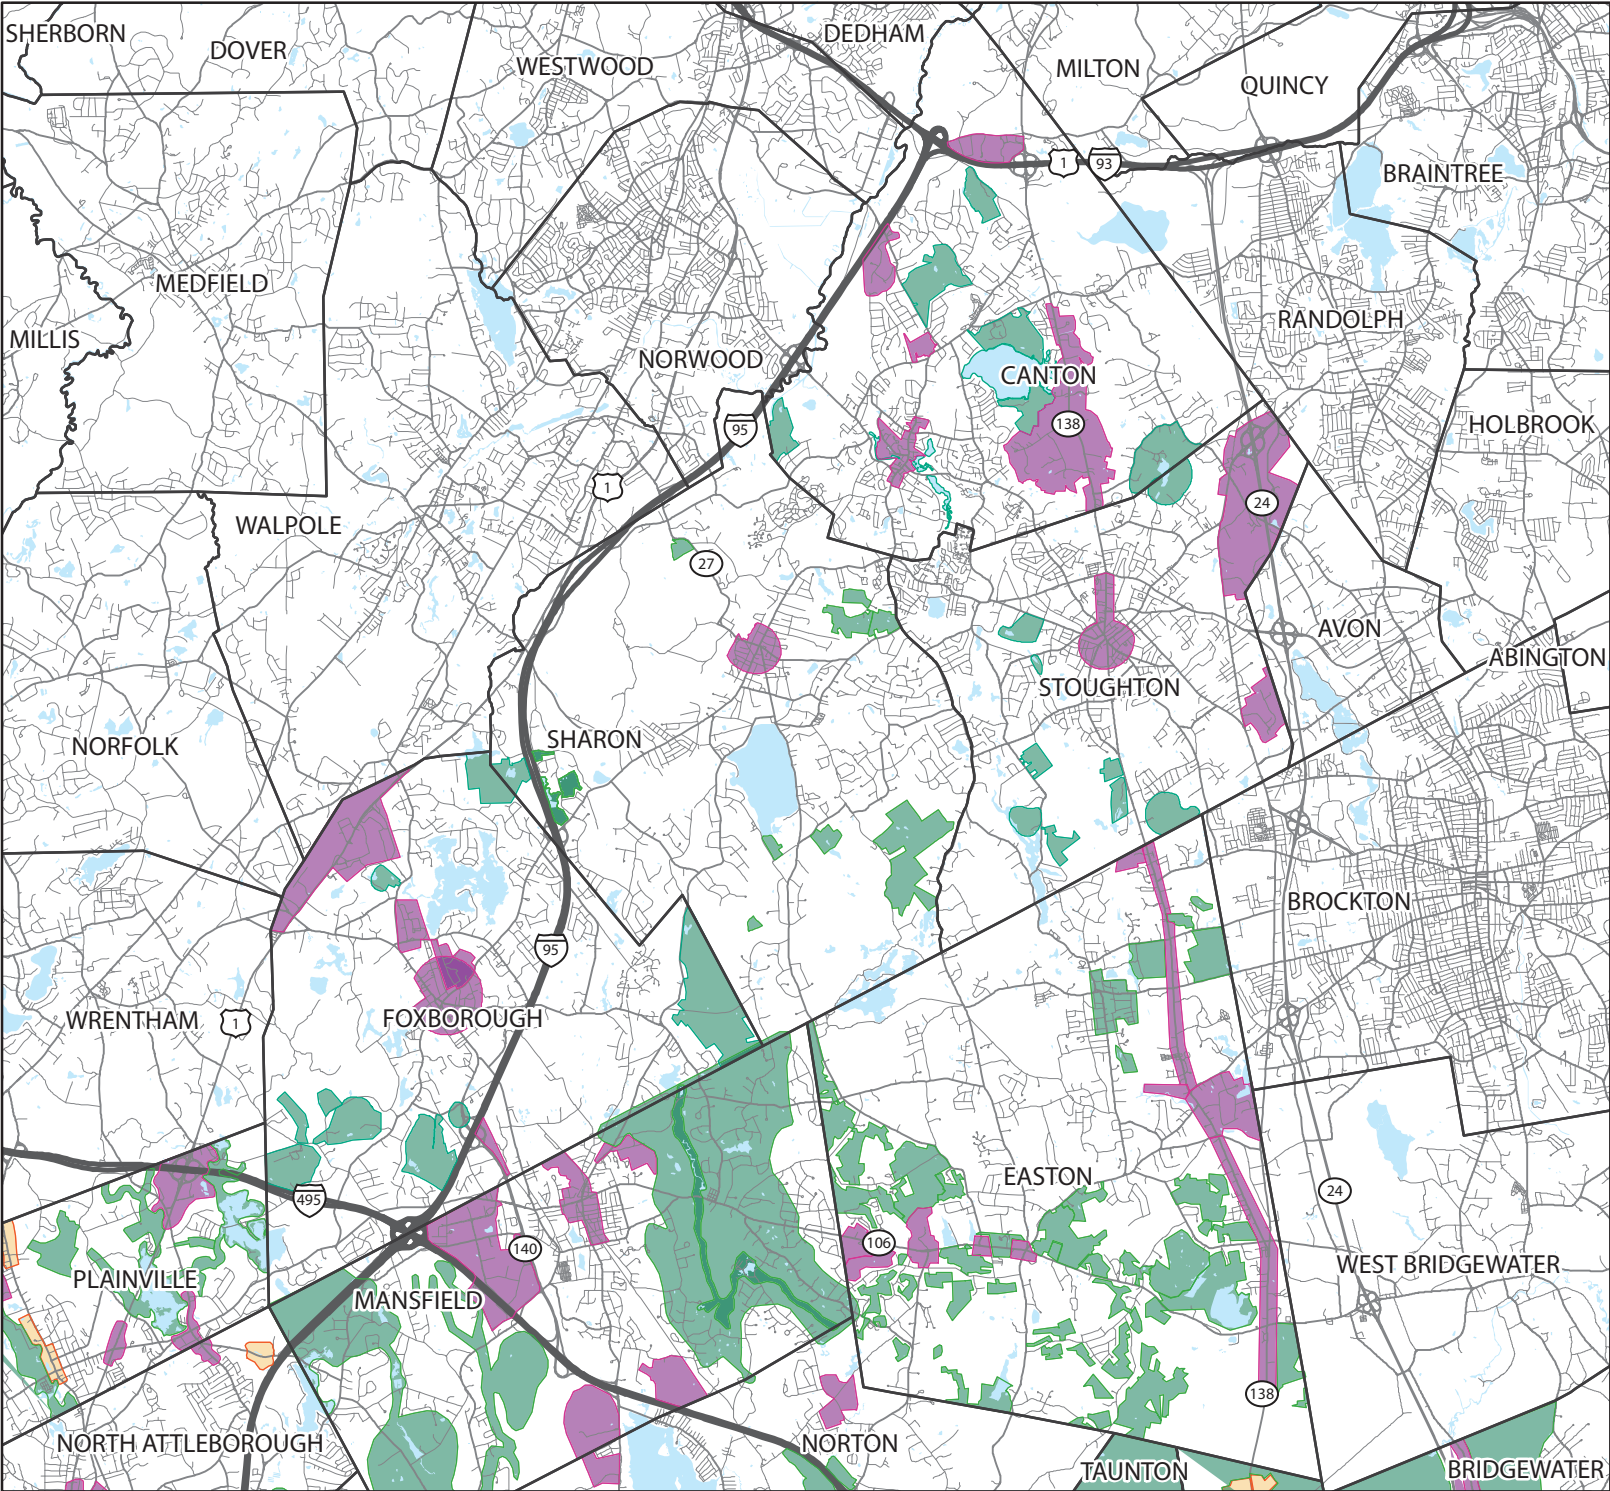 SHERBORN
DOVER
WESTWOOD
DEDHAM
MILTON
QUINCY
1
93
BRAINTREE
MEDFIELD
MILLIS
NORWOOD
RANDOLPH
CANTON
138
95
HOLBROOK
1
24
WALPOLE
27
AVON
ABINGTON
STOUGHTON
SHARON
NORFOLK
BROCKTON
95
FOXBOROUGH
WRENTHAM
1
EASTON
495
24
106
140
PLAINVILLE
MANSFIELD
WEST BRIDGEWATER
138
NORTH ATTLEBOROUGH
NORTON
TAUNTON
BRIDGEWATER